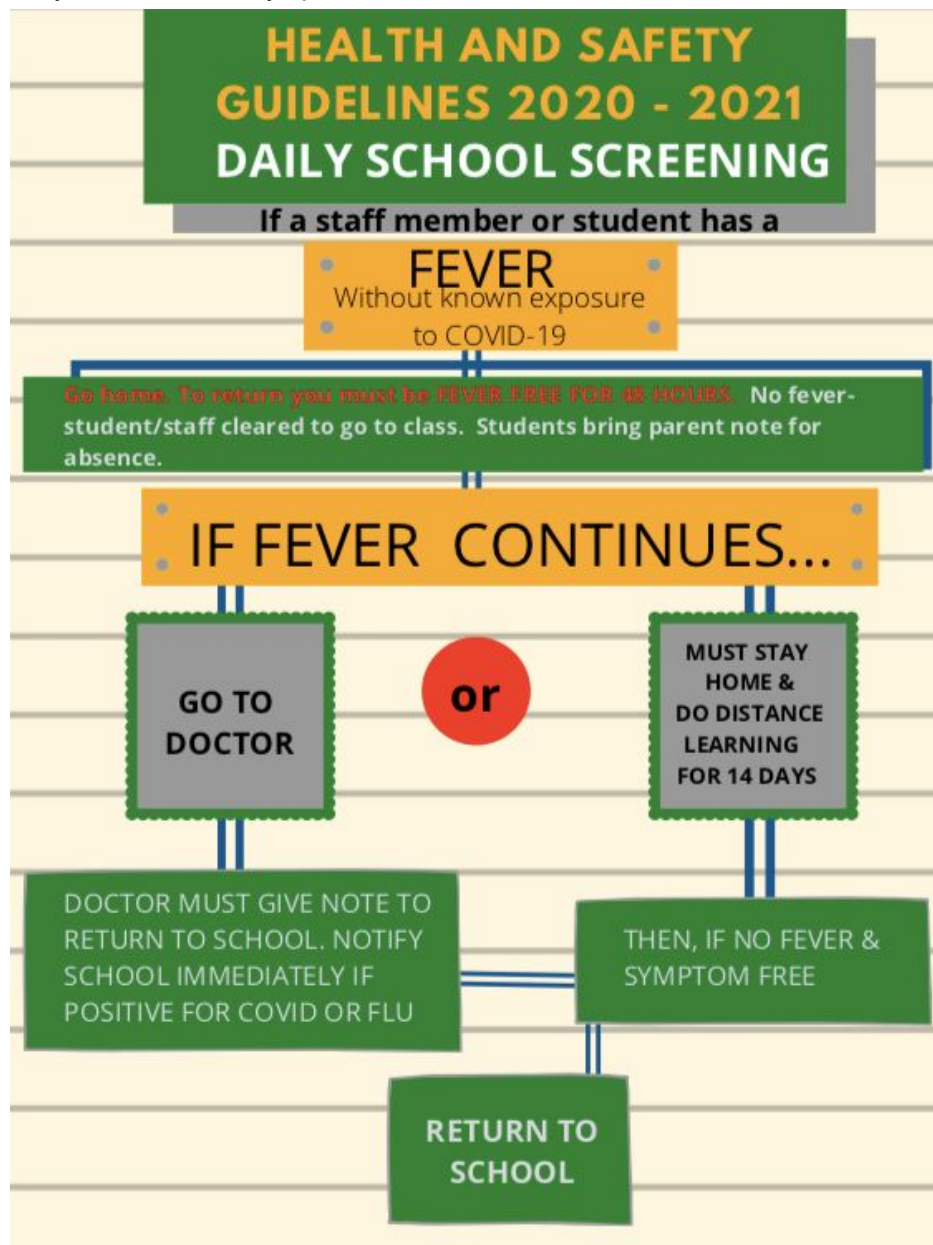 HEALTH AND SAFETY
GUIDELINES 2020 - 2021
DAILY SCHOOL SCREENING
If a staff member or student has a
FEVER
Without known exposure
to COVID-19
Go home. To return you must be FEVER FREE FOR 48 HOURS. No fever-
student/staff cleared to go to class. Students bring parent note for
absence.
IF FEVER CONTINUES...
GO TO
DOCTOR
or
MUST STAY
HOME &
DO DISTANCE
LEARNING
FOR 14 DAYS
DOCTOR MUST GIVE NOTE TO
RETURN TO SCHOOL. NOTIFY
SCHOOL IMMEDIATELY IF
POSITIVE FOR COVID OR FLU
THEN, IF NO FEVER &
SYMPTOM FREE
RETURN TO
SCHOOL